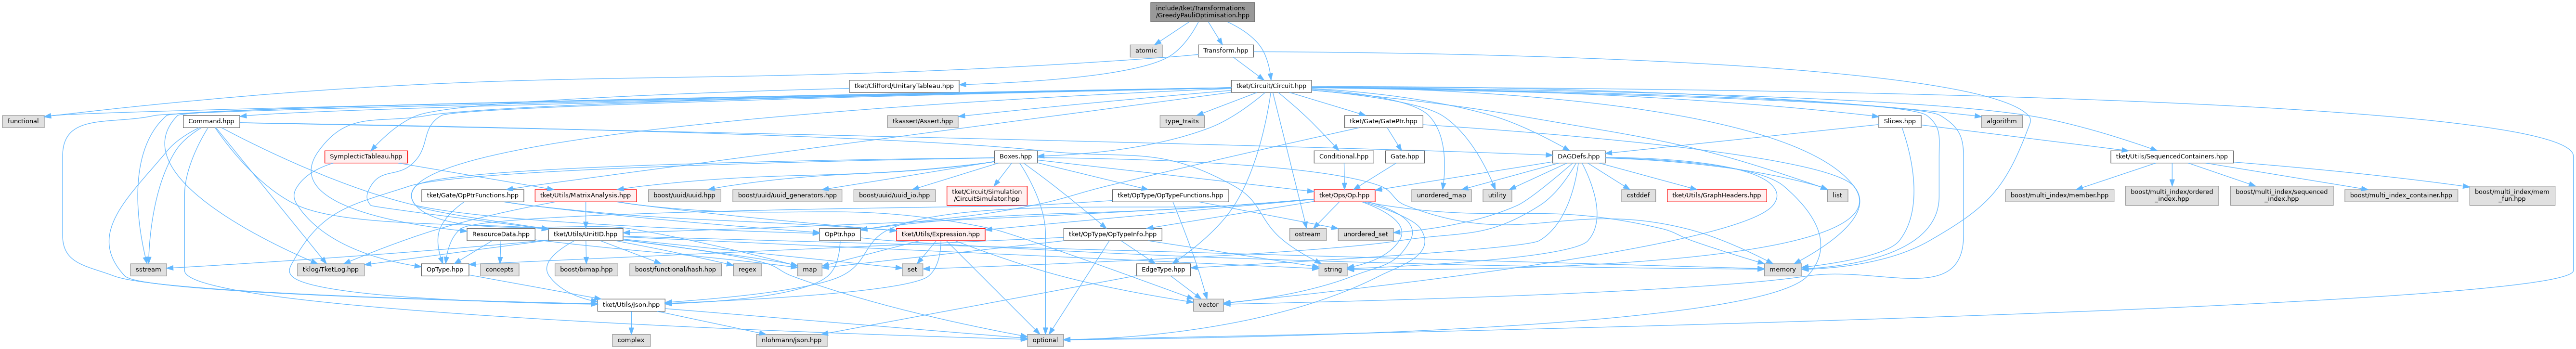 include/tket/Transformations
/GreedyPauliOptimisation.hpp
atomic
Transform.hpp
tket/Clifford/UnitaryTableau.hpp
tket/Circuit/Circuit.hpp
functional
Command.hpp
tkassert/Assert.hpp
type_traits
tket/Gate/GatePtr.hpp
Slices.hpp
algorithm
SymplecticTableau.hpp
Boxes.hpp
Conditional.hpp
Gate.hpp
DAGDefs.hpp
tket/Utils/SequencedContainers.hpp
tket/Gate/OpPtrFunctions.hpp
tket/Utils/MatrixAnalysis.hpp
boost/uuid/uuid.hpp
boost/uuid/uuid_generators.hpp
boost/uuid/uuid_io.hpp
tket/Circuit/Simulation
/CircuitSimulator.hpp
tket/OpType/OpTypeFunctions.hpp
tket/Ops/Op.hpp
unordered_map
utility
cstddef
tket/Utils/GraphHeaders.hpp
list
boost/multi_index/member.hpp
boost/multi_index/ordered
_index.hpp
boost/multi_index/sequenced
_index.hpp
boost/multi_index_container.hpp
boost/multi_index/mem
_fun.hpp
ResourceData.hpp
tket/Utils/UnitID.hpp
OpPtr.hpp
tket/Utils/Expression.hpp
tket/OpType/OpTypeInfo.hpp
ostream
unordered_set
sstream
tklog/TketLog.hpp
OpType.hpp
concepts
boost/bimap.hpp
boost/functional/hash.hpp
regex
map
set
EdgeType.hpp
string
memory
tket/Utils/Json.hpp
vector
complex
nlohmann/json.hpp
optional